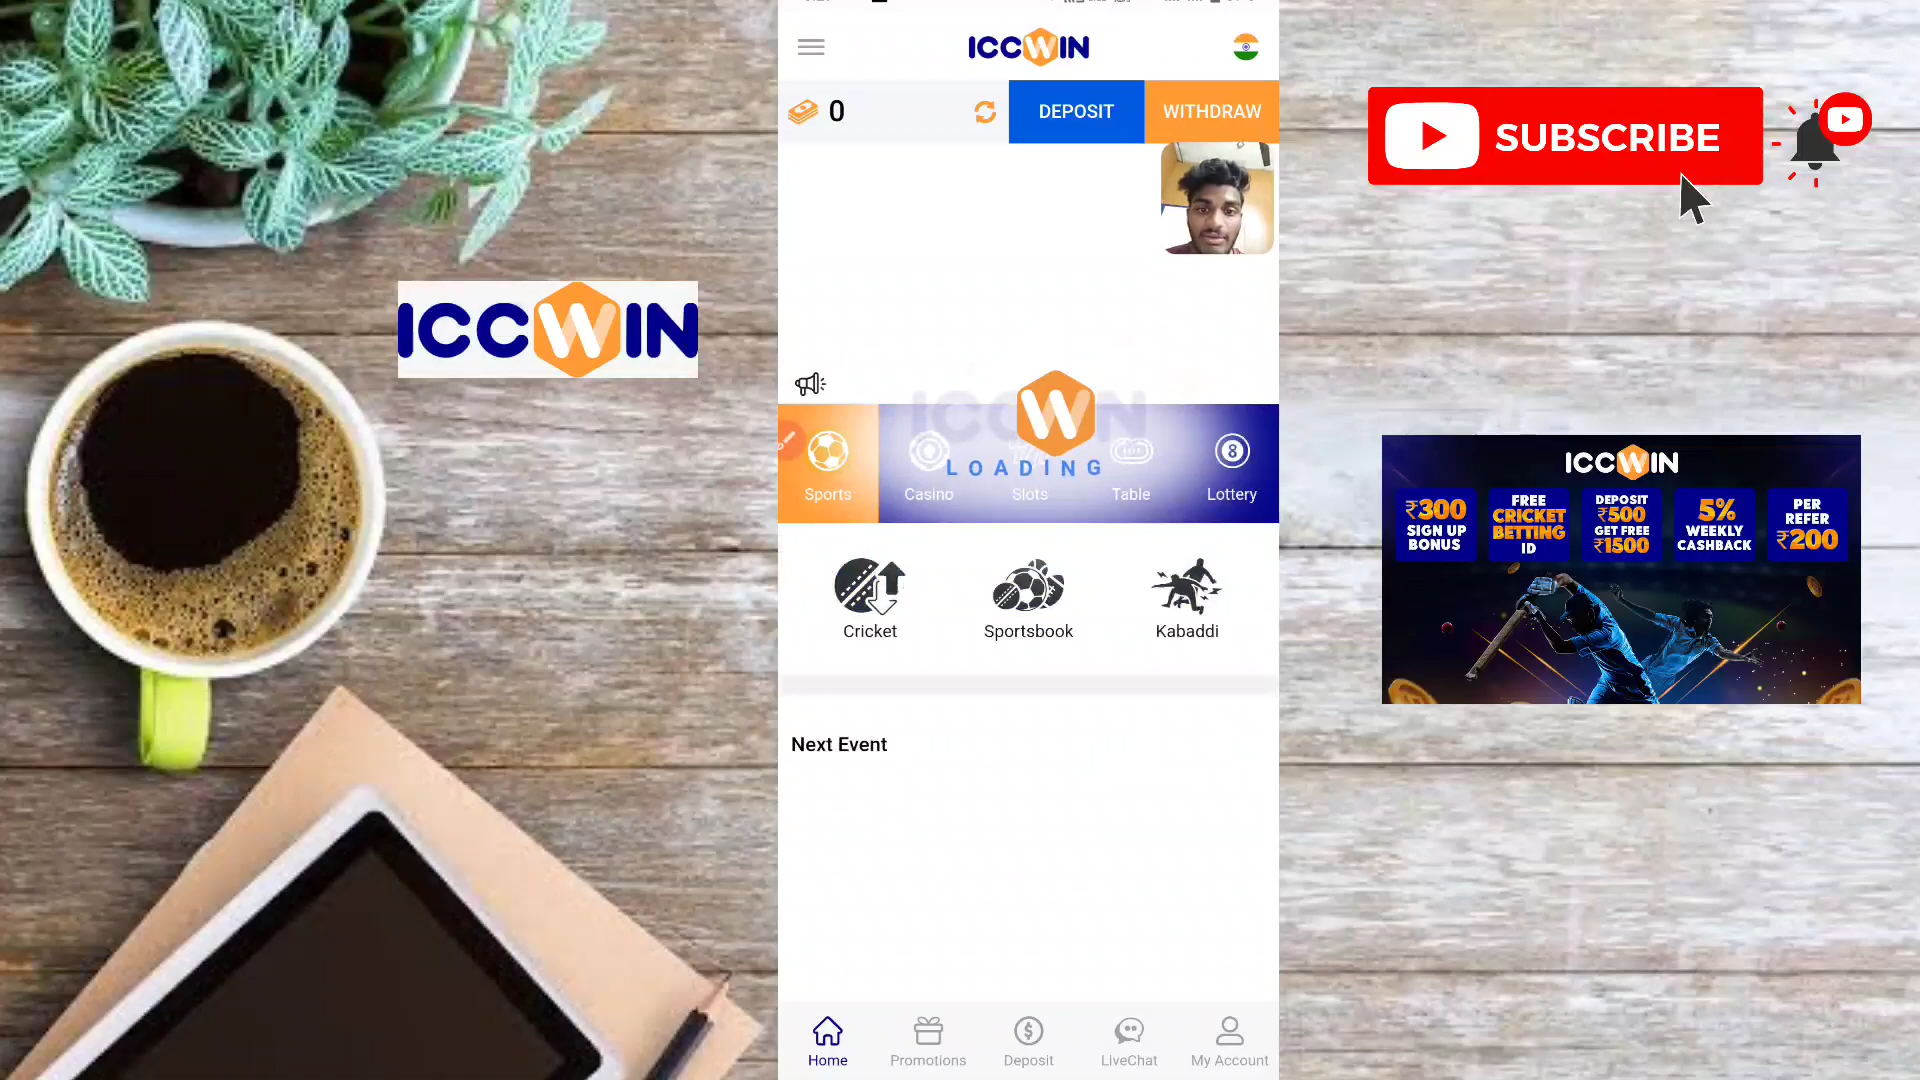 ICCWIN
0
DEPOSIT
WITHDRAW
SUBSCRIBE
ICCWIN
ICCWIN
LOADING
Sports
Casino
Slots
Table
Lottery
8
Cricket
Sportsbook
Kabaddi
Next Event
Home
Promotions
Deposit
LiveChat
My Account
ICCWIN
₹300
SIGN UP
BONUS
FREE
CRICKET
BETTING
ID
DEPOSIT
₹500
GET FREE
₹1500
5%
WEEKLY
CASHBACK
PER
REFER
₹200